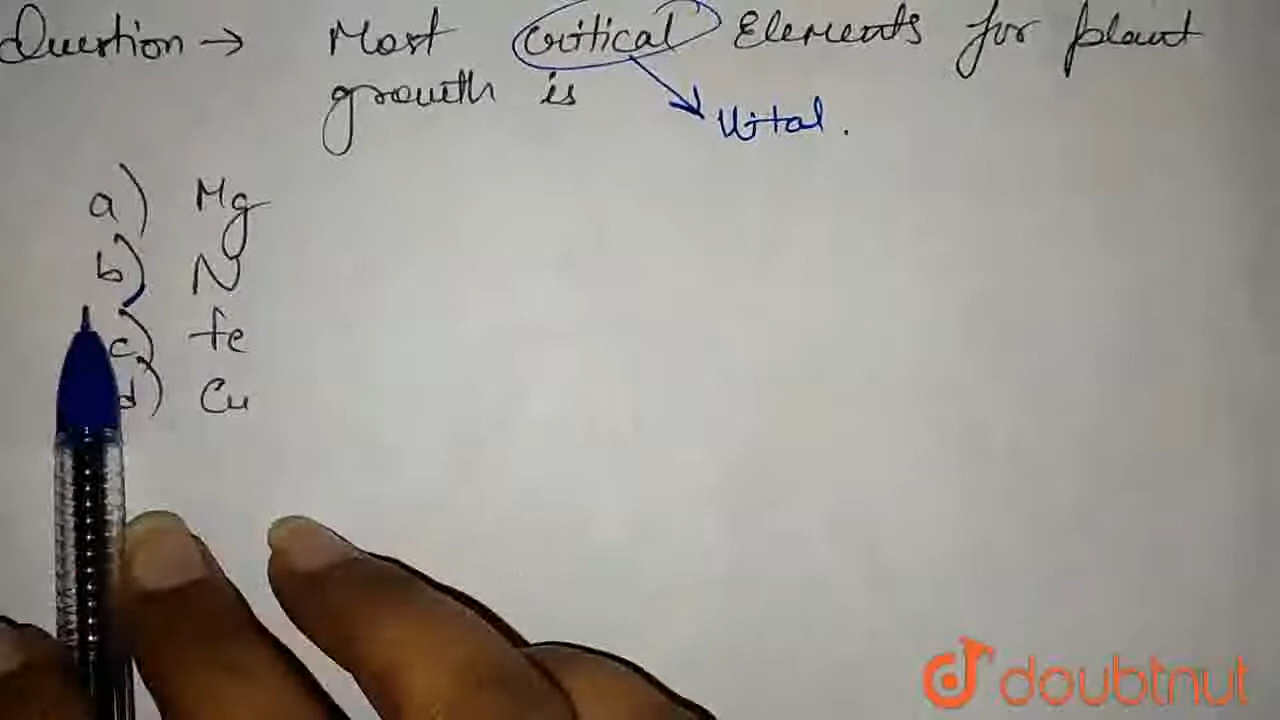 Question → Most Critical Elements for plant
growth is
Vital.
a) Mg
b) N
c) fe
d) Cu
doubtnut